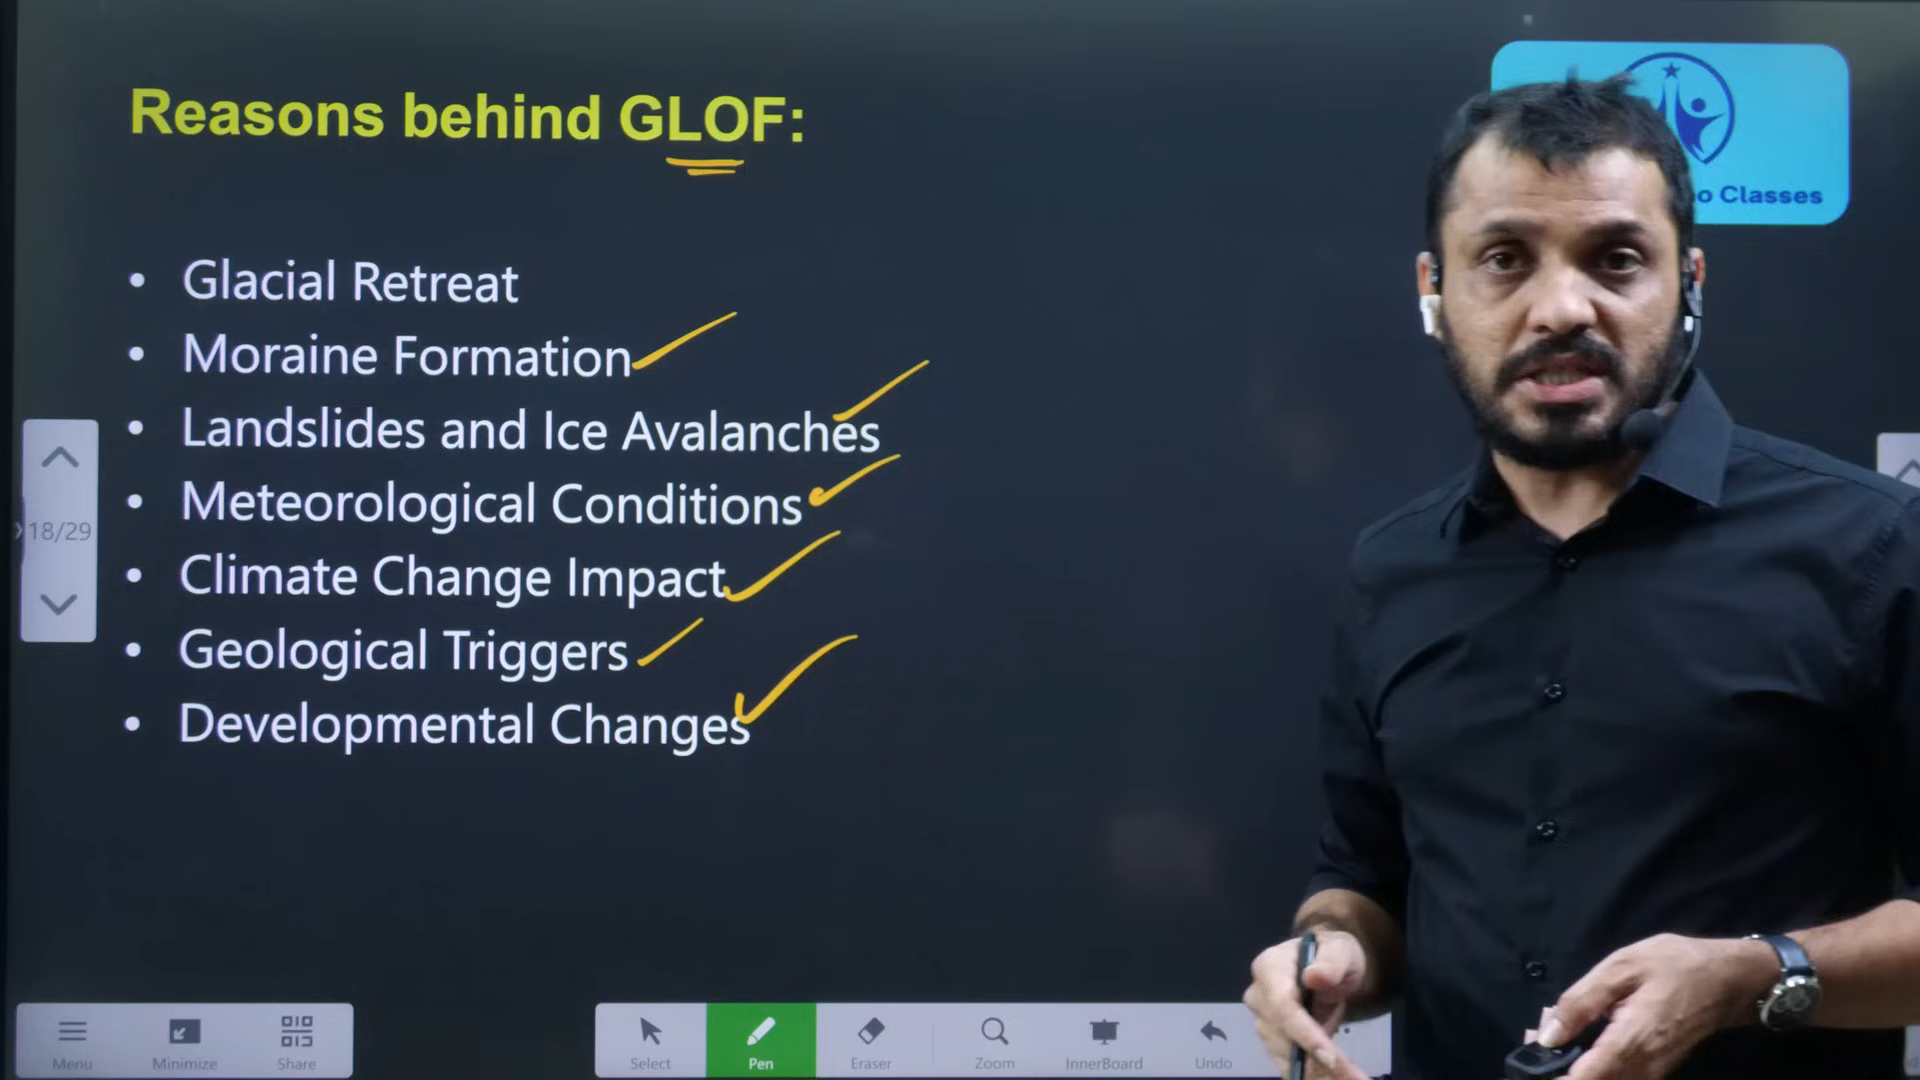 Reasons behind GLOF:
Classes
• Glacial Retreat
• Moraine Formation
• Landslides and Ice Avalanches
• Meteorological Conditions
• Climate Change Impact
• Geological Triggers
• Developmental Changes
18/29
Menu
Minimize
Share
Select
Pen
Eraser
Zoom
InnerBoard
Undo